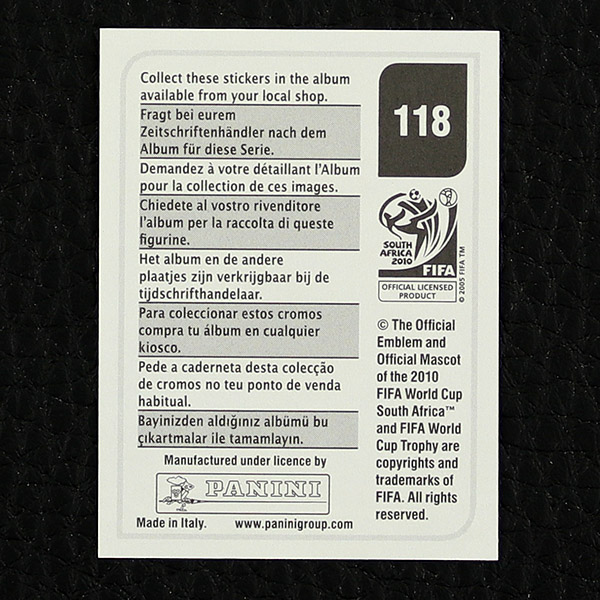 Collect these stickers in the album
available from your local shop.
Fragt bei eurem
Zeitschriftenhändler nach dem
Album für diese Serie.
Demandez à votre détaillant l'Album
pour la collection de ces images.
Chiedete al vostro rivenditore
l'album per la raccolta di queste
figurine.
Het album en de andere
plaatjes zijn verkrijgbaar bij de
tijdschrifthandelaar.
Para coleccionar estos cromos
compra tu álbum en cualquier
kiosco.
Pede a caderneta desta colecção
de cromos no teu ponto de venda
habitual.
Bayinizden aldığınız albümü bu
çıkartmalar ile tamamlayın.
Manufactured under licence by
PANINI
Made in Italy. www.paninigroup.com
118
SOUTH
AFRICA
2010
FIFA
OFFICIAL LICENSED
PRODUCT
© 2005 FIFA TM
© The Official
Emblem and
Official Mascot
of the 2010
FIFA World Cup
South Africa™
and FIFA World
Cup Trophy are
copyrights and
trademarks of
FIFA. All rights
reserved.